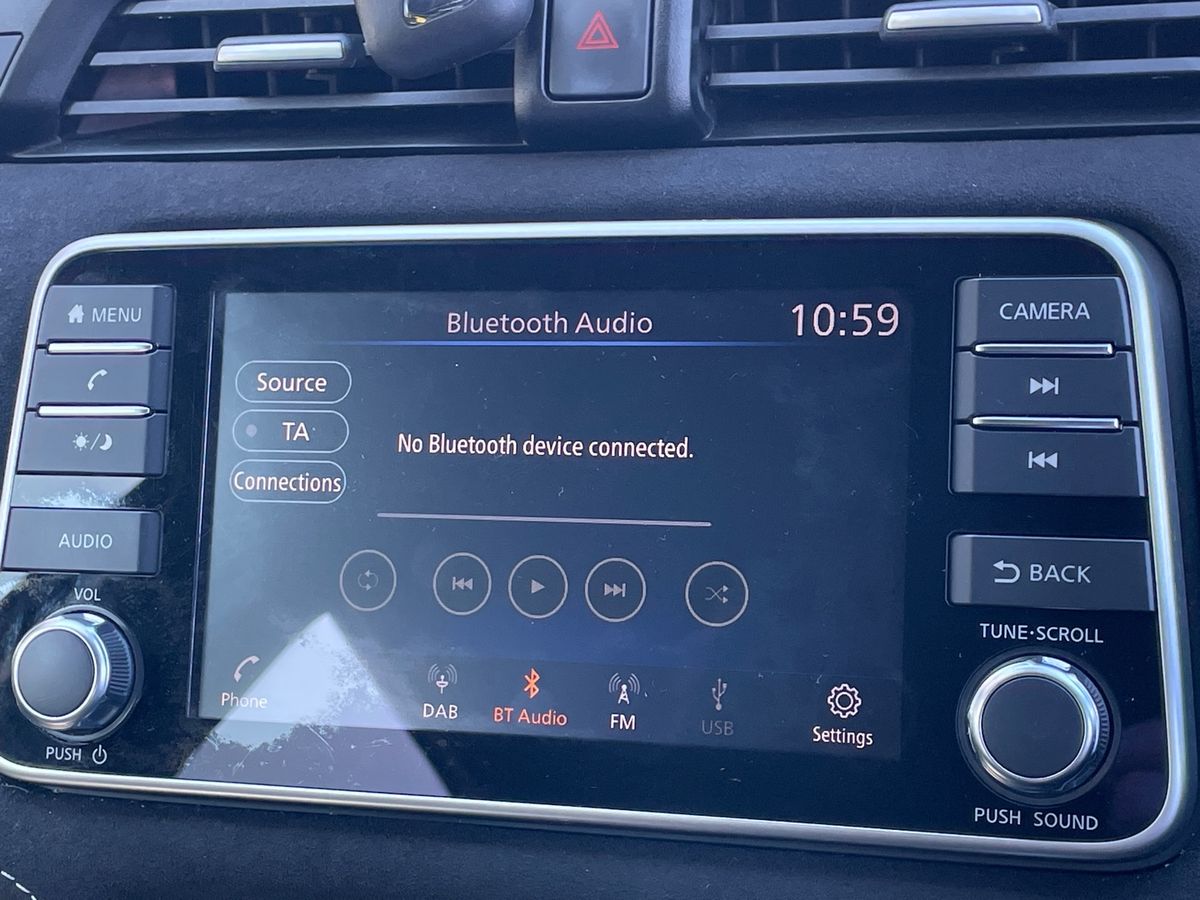 MENU
AUDIO
VOL
PUSH
Bluetooth Audio
10:59
Source
TA
Connections
No Bluetooth device connected.
Phone
DAB
BT Audio
FM
USB
Settings
CAMERA
BACK
TUNE·SCROLL
PUSH SOUND